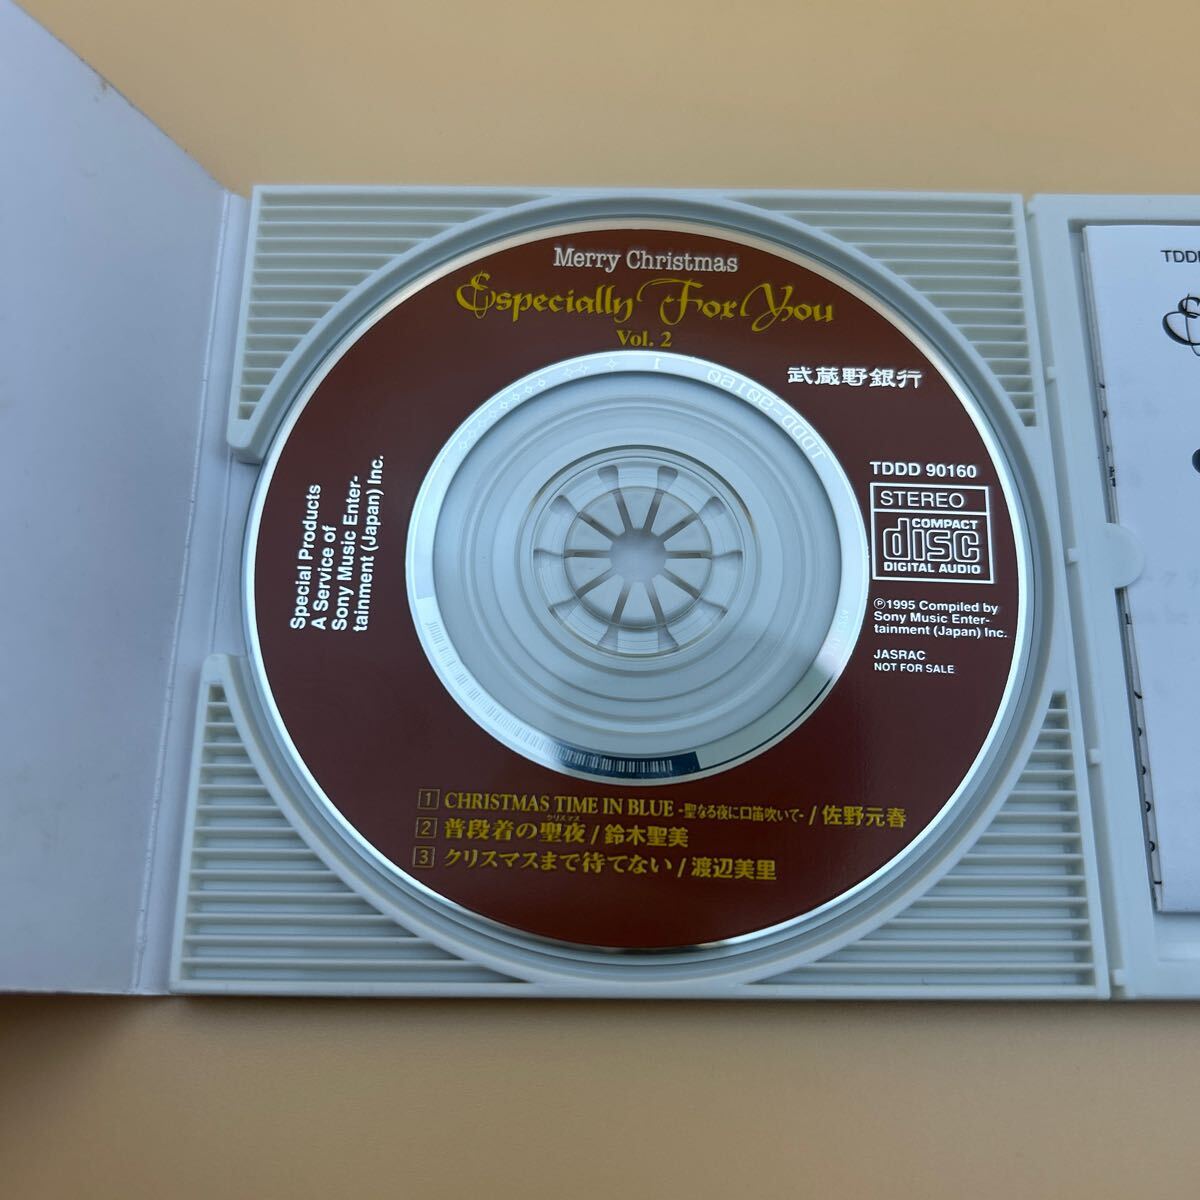 Merry Christmas
Especially For You
Vol. 2
武蔵野銀行
TDDD-90160 1
TDDD 90160
STEREO
COMPACT
disc
DIGITAL AUDIO
Ⓟ1995 Compiled by
Sony Music Enter-
tainment (Japan) Inc.
JASRAC
NOT FOR SALE
Special Products
A Service of
Sony Music Enter-
tainment (Japan) Inc.
1 CHRISTMAS TIME IN BLUE -聖なる夜に口笛吹いて- / 佐野元春
クリスマス
2 普段着の聖夜 / 鈴木聖美
3 クリスマスまで待てない / 渡辺美里